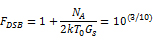 F_DSB = 1 + N_A / (2kT_0G_s) = 10^(3/10)